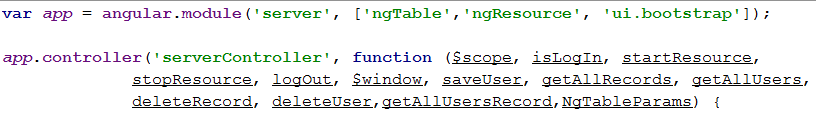 var app = angular.module('server', ['ngTable','ngResource', 'ui.bootstrap']);
app.controller('serverController', function ($scope, isLogIn, startResource,
stopResource, logOut, $window, saveUser, getAllRecords, getAllUsers,
deleteRecord, deleteUser,getAllUsersRecord,NgTableParams) {